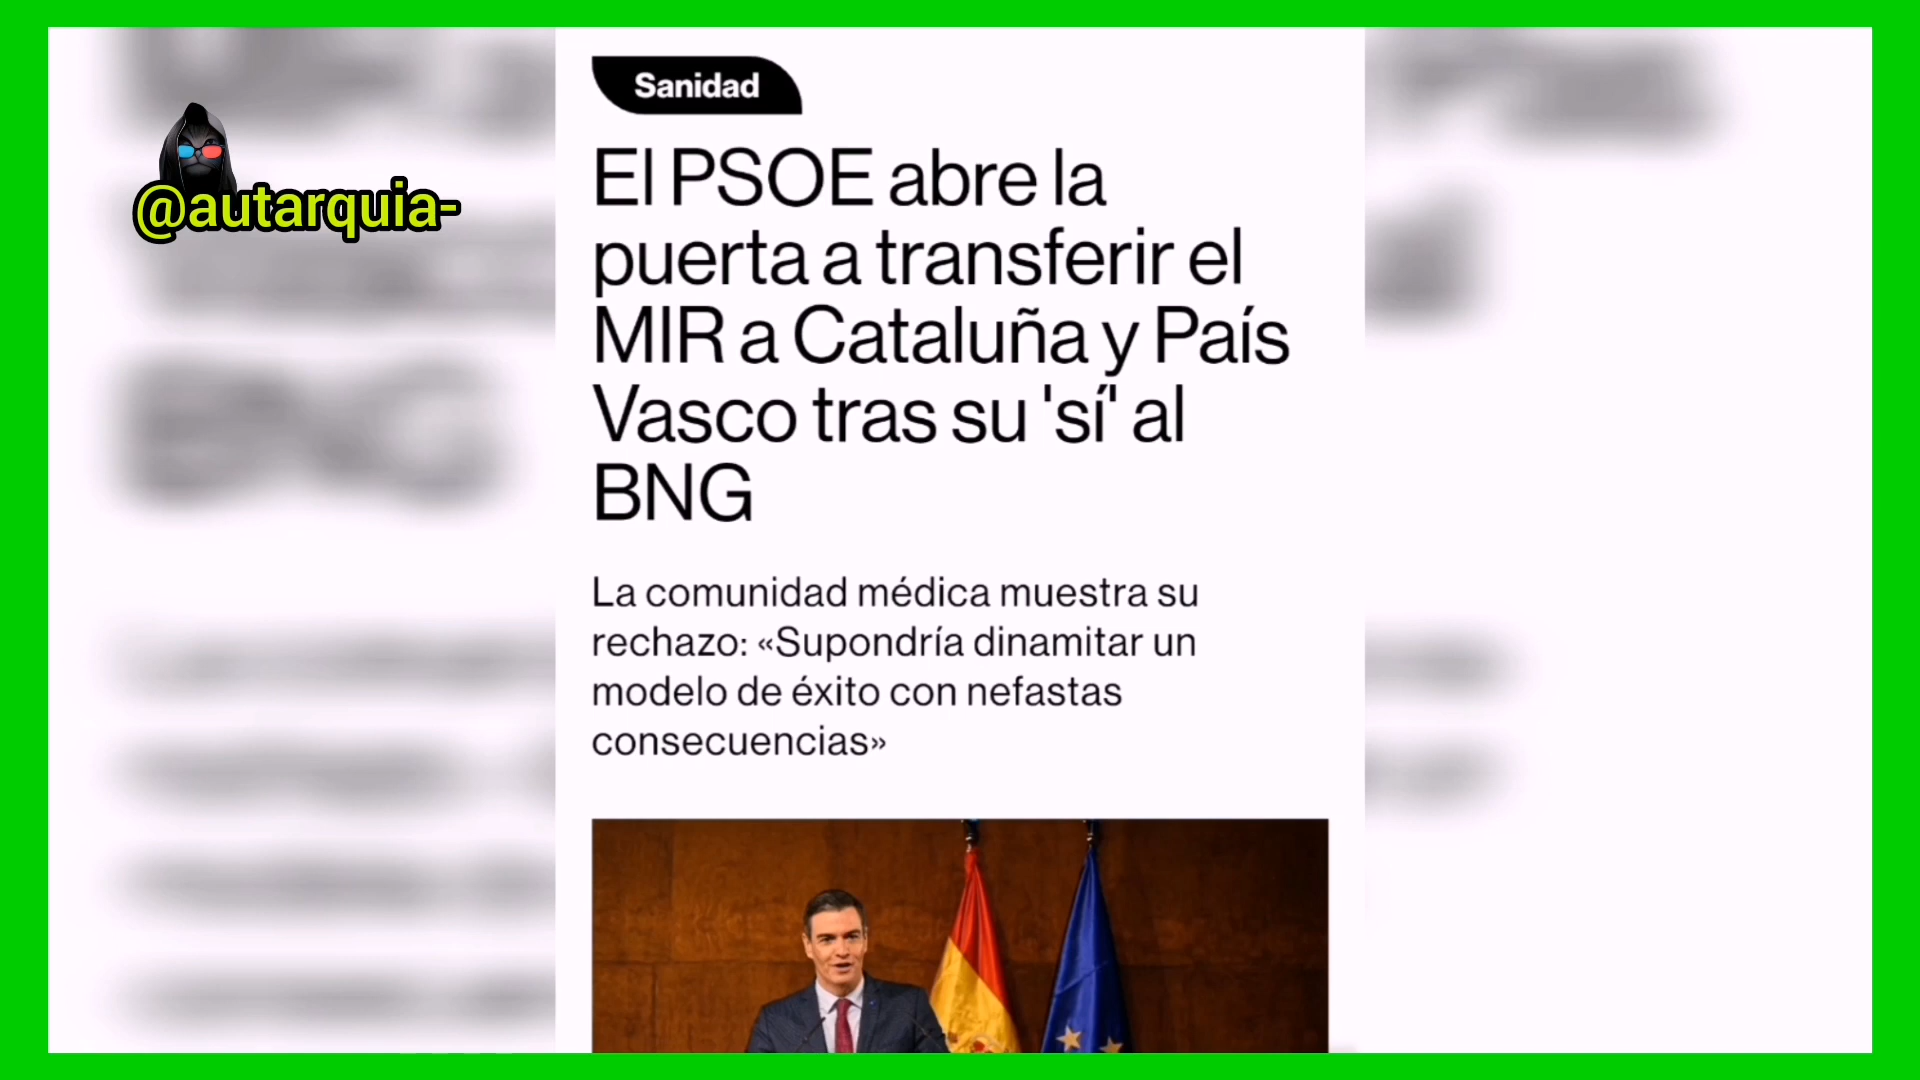 Sanidad
@autarquia-
El PSOE abre la
puerta a transferir el
MIR a Cataluña y País
Vasco tras su 'sí' al
BNG
La comunidad médica muestra su
rechazo: «Supondría dinamitar un
modelo de éxito con nefastas
consecuencias»